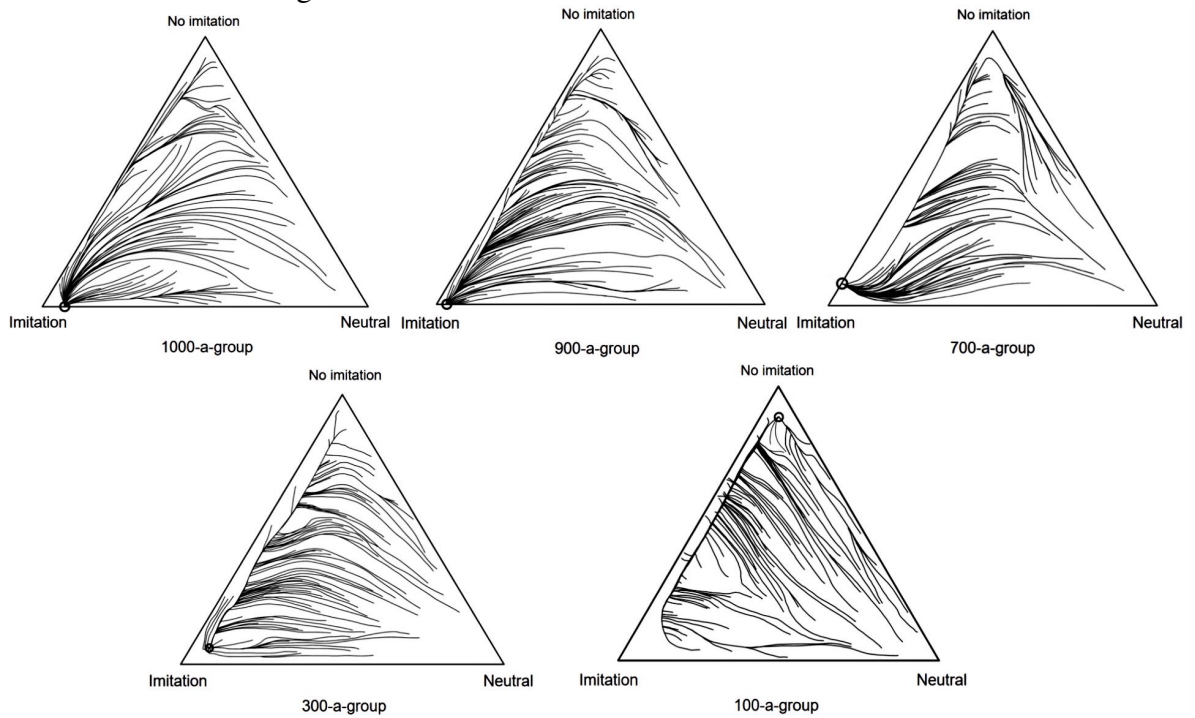 No imitation
No imitation
No imitation
Imitation
Neutral
Imitation
Neutral
Imitation
Neutral
1000-a-group
900-a-group
700-a-group
No imitation
No imitation
Imitation
Neutral
Imitation
Neutral
300-a-group
100-a-group